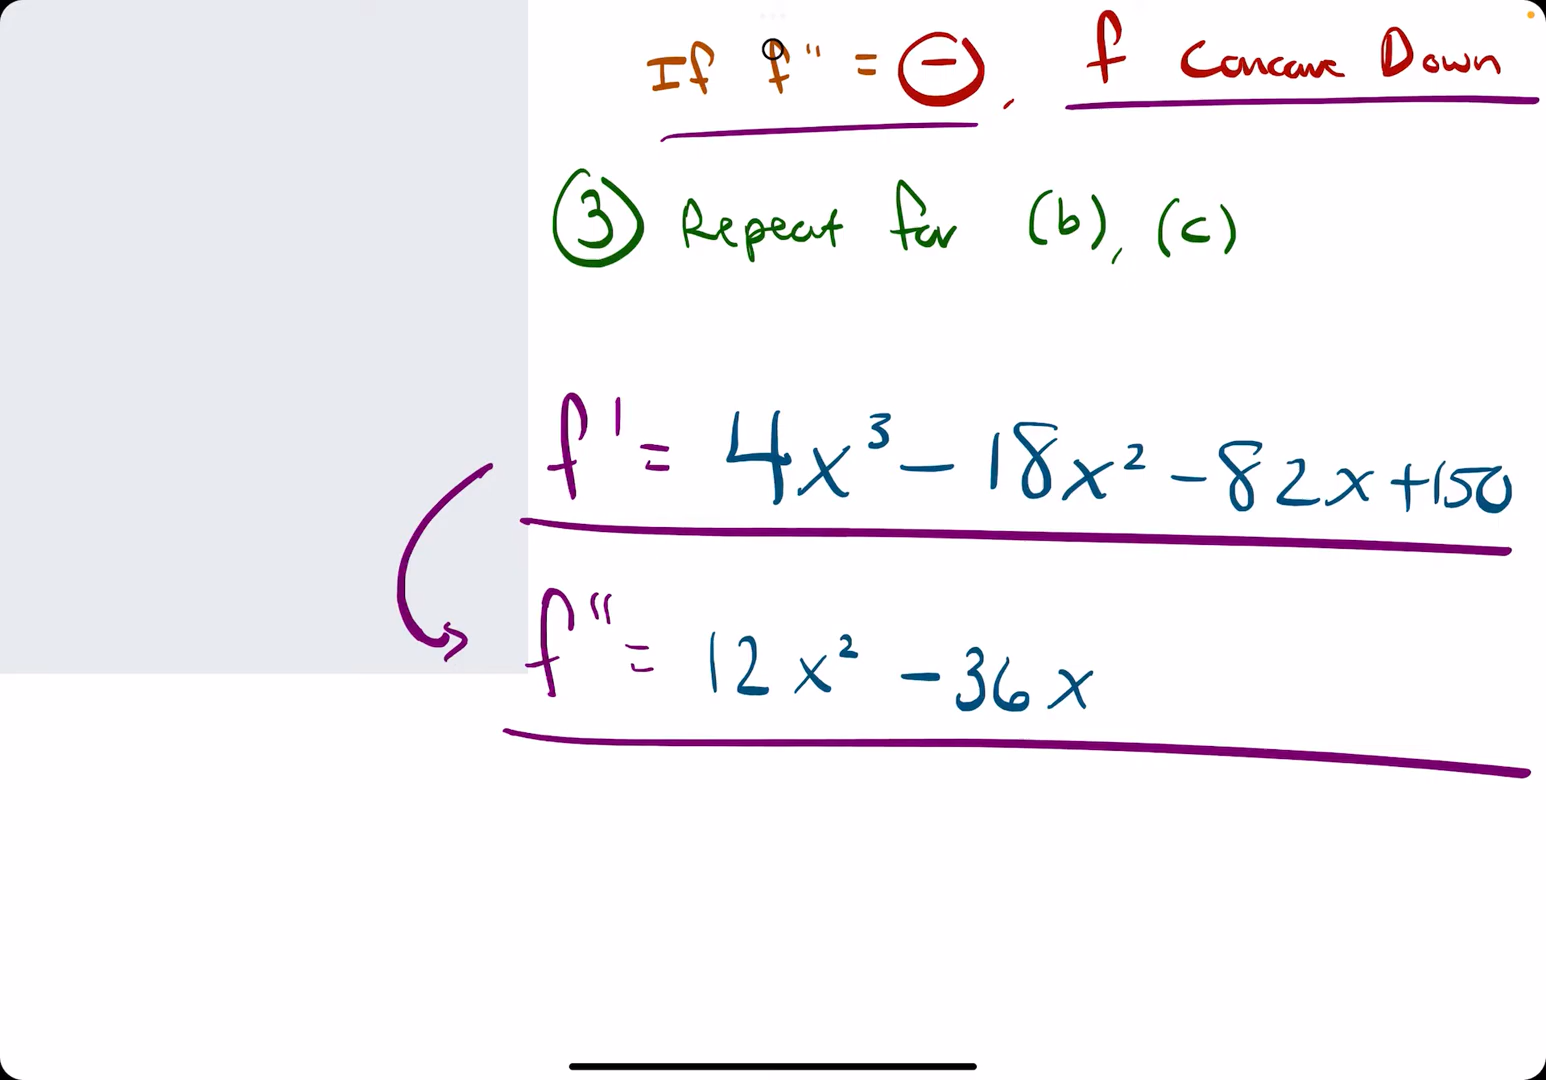 If f" = ⊖, f Concave Down
③ Repeat for (b), (c)
f' = 4x³ - 18x² - 82x + 150
f" = 12x² - 36x